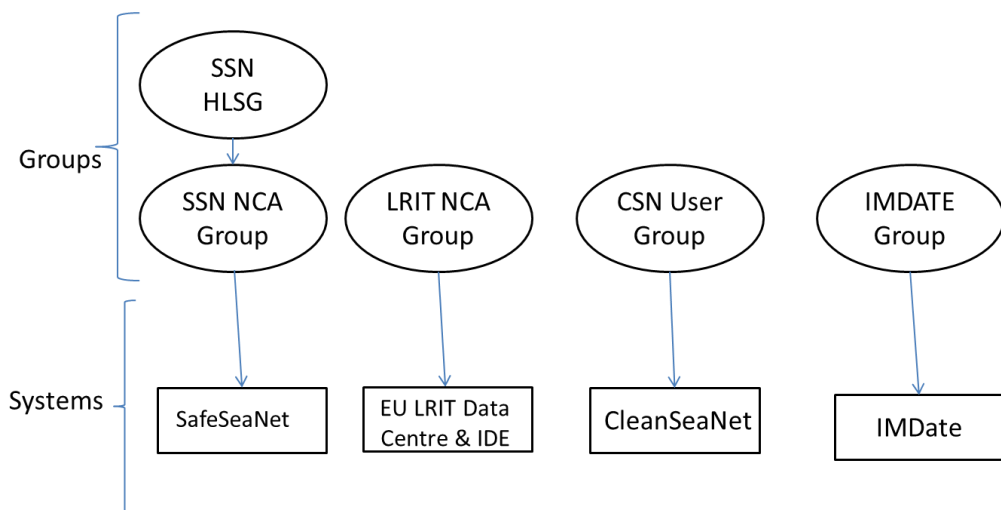 SSN
HLSG
Groups
SSN NCA
Group
LRIT NCA
Group
CSN User
Group
IMDATE
Group
Systems
SafeSeaNet
EU LRIT Data
Centre & IDE
CleanSeaNet
IMDate